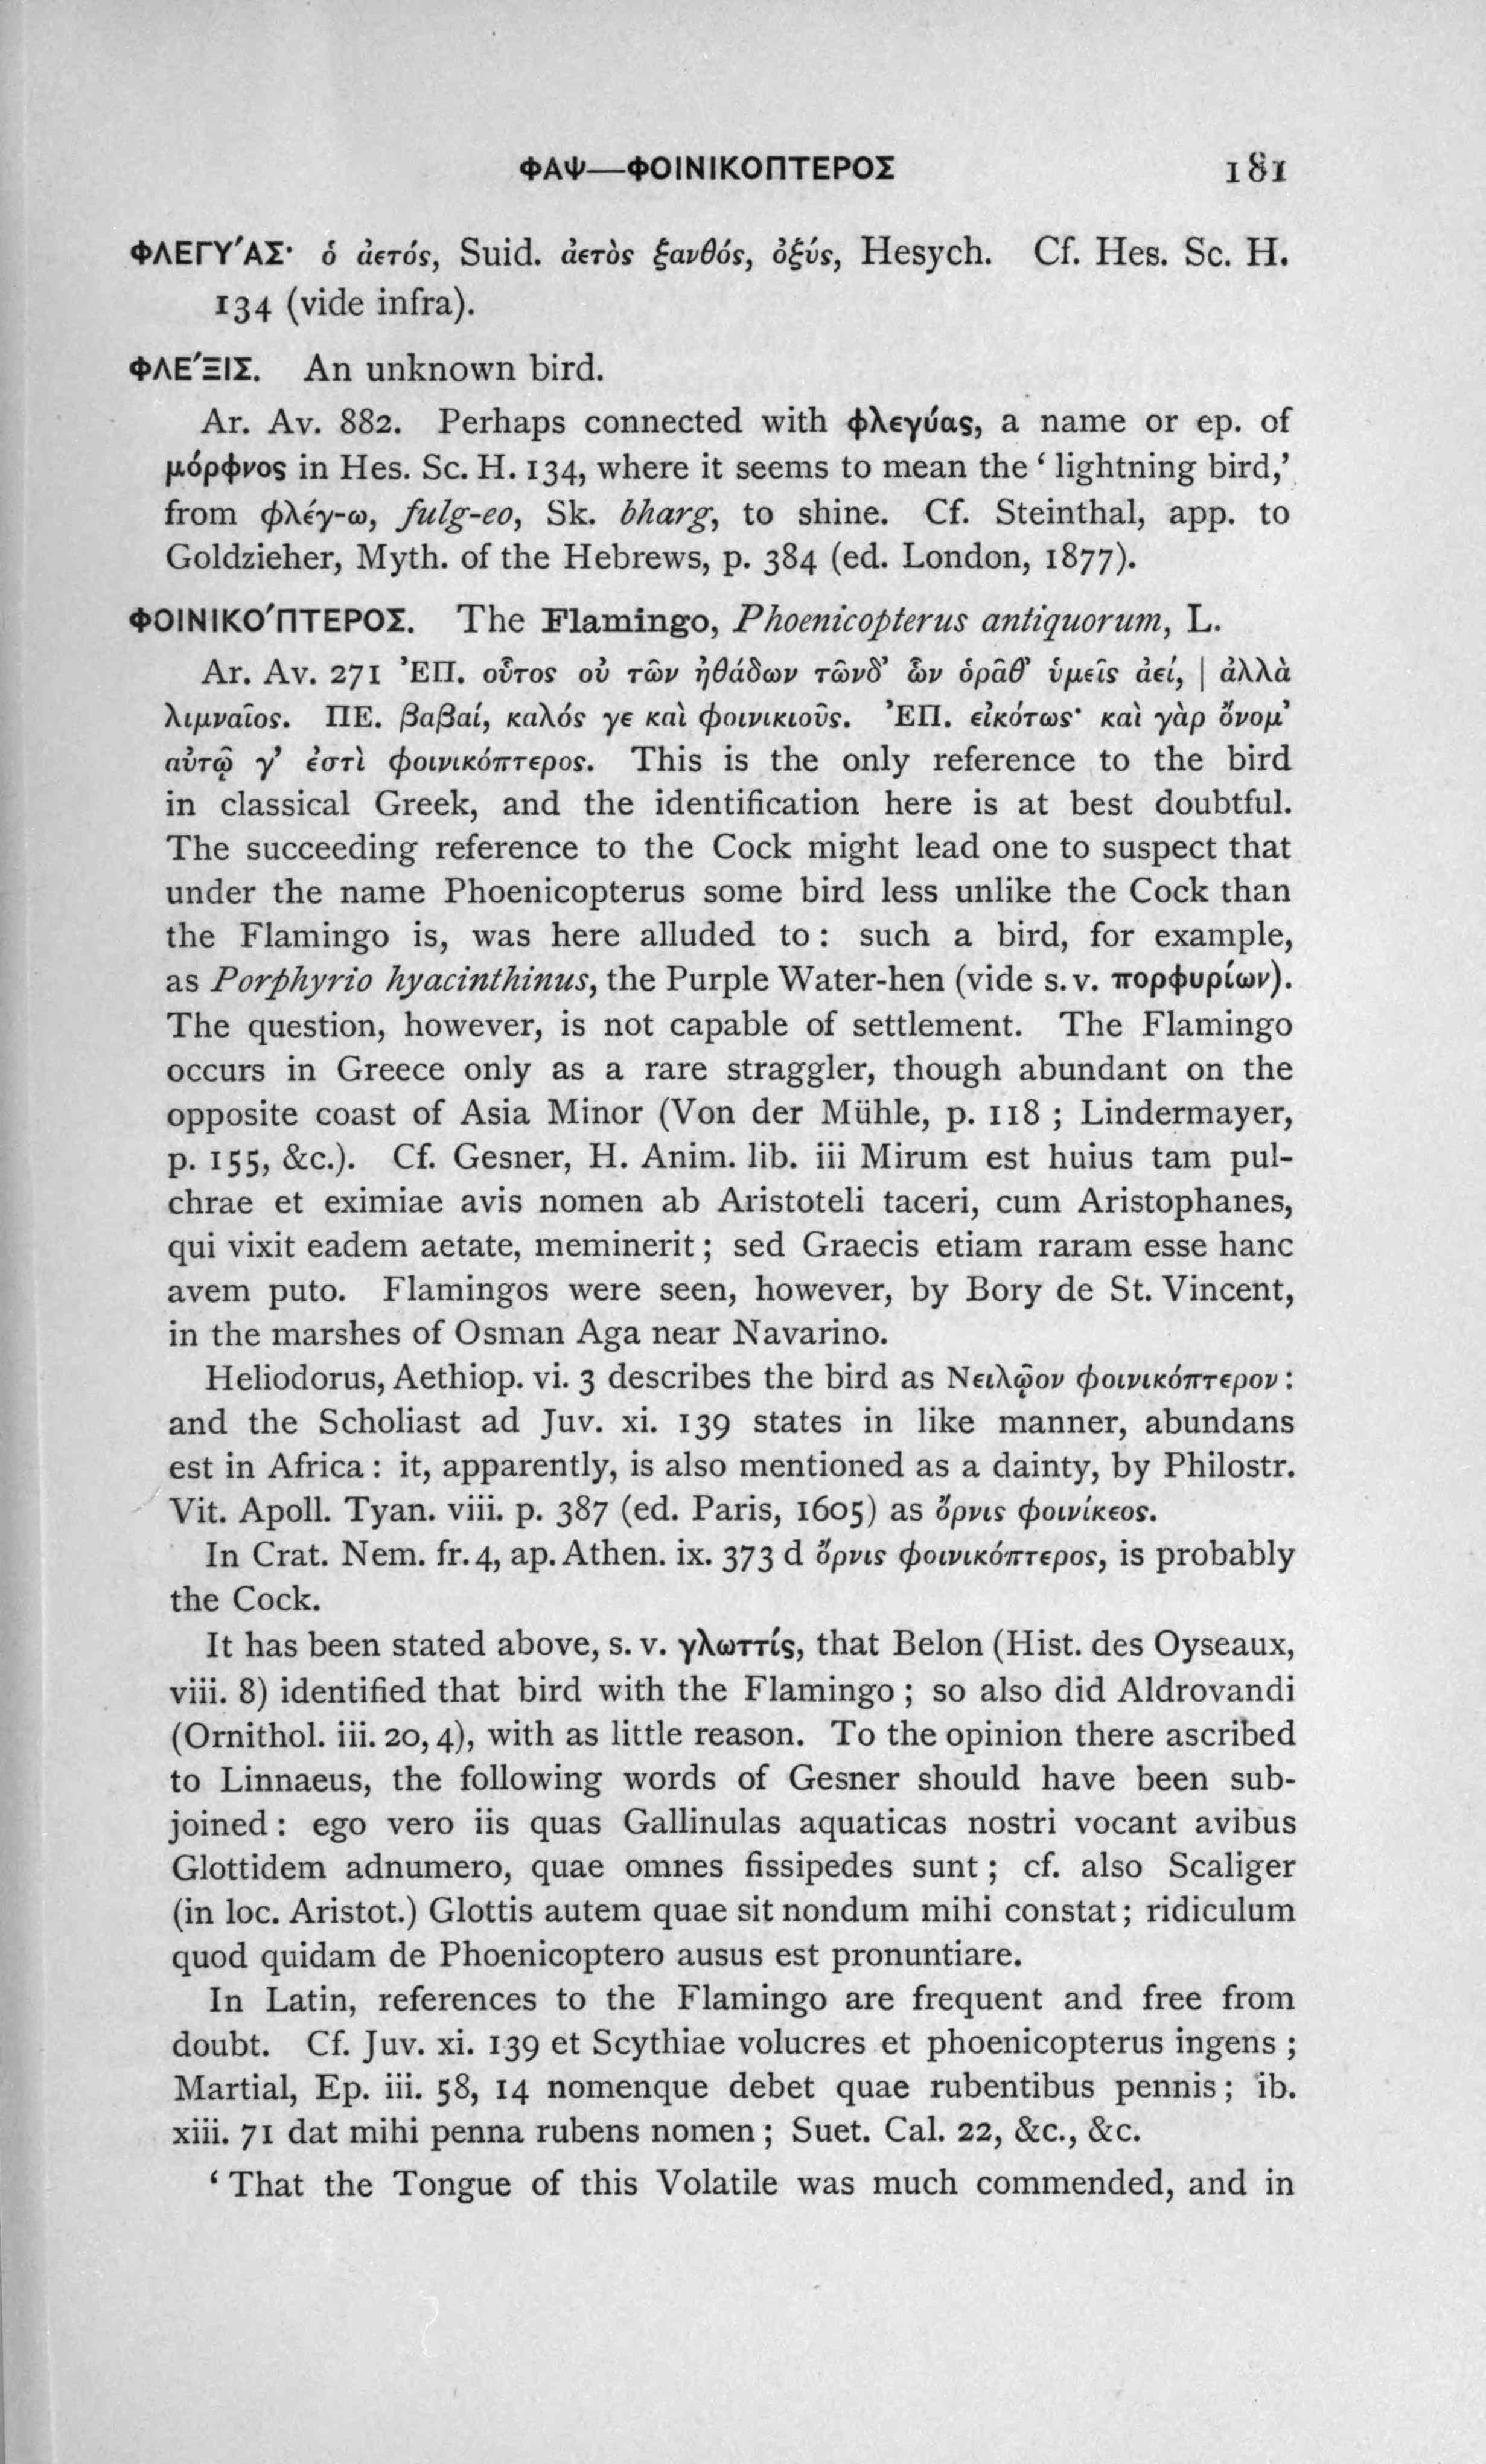 ΦΑΨ—ΦΟΙΝΙΚΟΠΤΕΡΟΣ 181
ΦΛΕΓΥ´ΑΣ· ὁ ἀετός, Suid. ἀετὸς ξανθός, ὀξύς, Hesych. Cf. Hes. Sc. H.
134 (vide infra).
ΦΛΕ´ΞΙΣ. An unknown bird.
Ar. Av. 882. Perhaps connected with φλεγύας, a name or ep. of
μόρφνος in Hes. Sc. H. 134, where it seems to mean the ‘ lightning bird,’
from φλέγ-ω, fulg-eo, Sk. bharg, to shine. Cf. Steinthal, app. to
Goldzieher, Myth. of the Hebrews, p. 384 (ed. London, 1877).
ΦΟΙΝΙΚΟ´ΠΤΕΡΟΣ. The Flamingo, Phoenicopterus antiquorum, L.
Ar. Av. 271 ἘΠ. οὗτος οὐ τῶν ἠθάδων τῶνδ’ ὧν ὁρᾶθ’ ὑμεῖς ἀεί, | ἀλλὰ
λιμναῖος. ΠΕ. βαβαί, καλός γε καὶ φοινικιοῦς. ἘΠ. εἰκότως· καὶ γὰρ ὄνομ’
αὐτῷ γ’ ἐστὶ φοινικόπτερος. This is the only reference to the bird
in classical Greek, and the identification here is at best doubtful.
The succeeding reference to the Cock might lead one to suspect that
under the name Phoenicopterus some bird less unlike the Cock than
the Flamingo is, was here alluded to : such a bird, for example,
as Porphyrio hyacinthinus, the Purple Water-hen (vide s. v. πορφυρίων).
The question, however, is not capable of settlement. The Flamingo
occurs in Greece only as a rare straggler, though abundant on the
opposite coast of Asia Minor (Von der Mühle, p. 118 ; Lindermayer,
p. 155, &c.). Cf. Gesner, H. Anim. lib. iii Mirum est huius tam pul-
chrae et eximiae avis nomen ab Aristoteli taceri, cum Aristophanes,
qui vixit eadem aetate, meminerit ; sed Graecis etiam raram esse hanc
avem puto. Flamingos were seen, however, by Bory de St. Vincent,
in the marshes of Osman Aga near Navarino.
Heliodorus, Aethiop. vi. 3 describes the bird as Νειλῷον φοινικόπτερον :
and the Scholiast ad Juv. xi. 139 states in like manner, abundans
est in Africa : it, apparently, is also mentioned as a dainty, by Philostr.
Vit. Apoll. Tyan. viii. p. 387 (ed. Paris, 1605) as ὄρνις φοινίκεος.
In Crat. Nem. fr. 4, ap. Athen. ix. 373 d ὄρνις φοινικόπτερος, is probably
the Cock.
It has been stated above, s. v. γλωττίς, that Belon (Hist. des Oyseaux,
viii. 8) identified that bird with the Flamingo ; so also did Aldrovandi
(Ornithol. iii. 20, 4), with as little reason. To the opinion there ascribed
to Linnaeus, the following words of Gesner should have been sub-
joined : ego vero iis quas Gallinulas aquaticas nostri vocant avibus
Glottidem adnumero, quae omnes fissipedes sunt ; cf. also Scaliger
(in loc. Aristot.) Glottis autem quae sit nondum mihi constat ; ridiculum
quod quidam de Phoenicoptero ausus est pronuntiare.
In Latin, references to the Flamingo are frequent and free from
doubt. Cf. Juv. xi. 139 et Scythiae volucres et phoenicopterus ingens ;
Martial, Ep. iii. 58, 14 nomenque debet quae rubentibus pennis ; ib.
xiii. 71 dat mihi penna rubens nomen ; Suet. Cal. 22, &c., &c.
‘ That the Tongue of this Volatile was much commended, and in